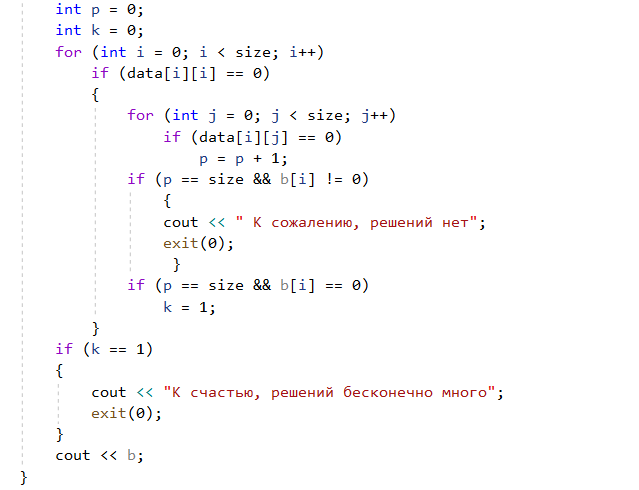 int p = 0;
int k = 0;
for (int i = 0; i < size; i++)
if (data[i][i] == 0)
{
for (int j = 0; j < size; j++)
if (data[i][j] == 0)
p = p + 1;
if (p == size && b[i] != 0)
{
cout << " К сожалению, решений нет";
exit(0);
}
if (p == size && b[i] == 0)
k = 1;
}
if (k == 1)
{
cout << "К счастью, решений бесконечно много";
exit(0);
}
cout << b;
}